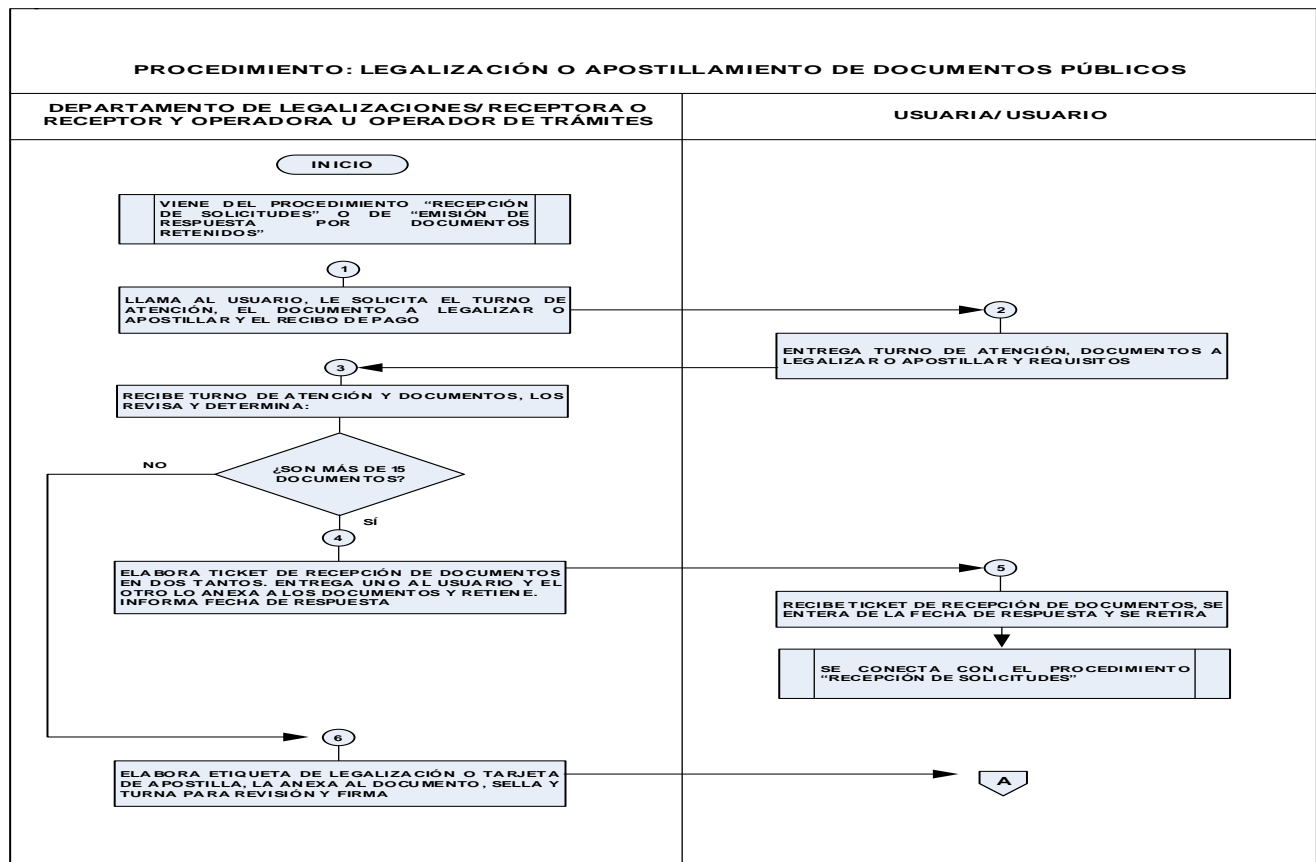 PROCEDIMIENTO: LEGALIZACIÓN O APOSTILLAMIENTO DE DOCUMENTOS PÚBLICOS
DEPARTAMENTO DE LEGALIZACIONES/ RECEPTORA O
RECEPTOR Y OPERADORA U OPERADOR DE TRÁMITES
USUARIA/ USUARIO
INICIO
VIENE DEL PROCEDIMIENTO “RECEPCIÓN
DE SOLICITUDES” O DE “EMISIÓN DE
RESPUESTA POR DOCUMENTOS
RETENIDOS”
1
LLAMA AL USUARIO, LE SOLICITA EL TURNO DE
ATENCIÓN, EL DOCUMENTO A LEGALIZAR O
APOSTILLAR Y EL RECIBO DE PAGO
2
ENTREGA TURNO DE ATENCIÓN, DOCUMENTOS A
LEGALIZAR O APOSTILLAR Y REQUISITOS
3
RECIBE TURNO DE ATENCIÓN Y DOCUMENTOS, LOS
REVISA Y DETERMINA:
NO
¿SON MÁS DE 15
DOCUMENTOS?
SÍ
4
ELABORA TICKET DE RECEPCIÓN DE DOCUMENTOS
EN DOS TANTOS. ENTREGA UNO AL USUARIO Y EL
OTRO LO ANEXA A LOS DOCUMENTOS Y RETIENE.
INFORMA FECHA DE RESPUESTA
5
RECIBE TICKET DE RECEPCIÓN DE DOCUMENTOS, SE
ENTERA DE LA FECHA DE RESPUESTA Y SE RETIRA
SE CONECTA CON EL PROCEDIMIENTO
“RECEPCIÓN DE SOLICITUDES”
6
ELABORA ETIQUETA DE LEGALIZACIÓN O TARJETA
DE APOSTILLA, LA ANEXA AL DOCUMENTO, SELLA Y
TURNA PARA REVISIÓN Y FIRMA
A